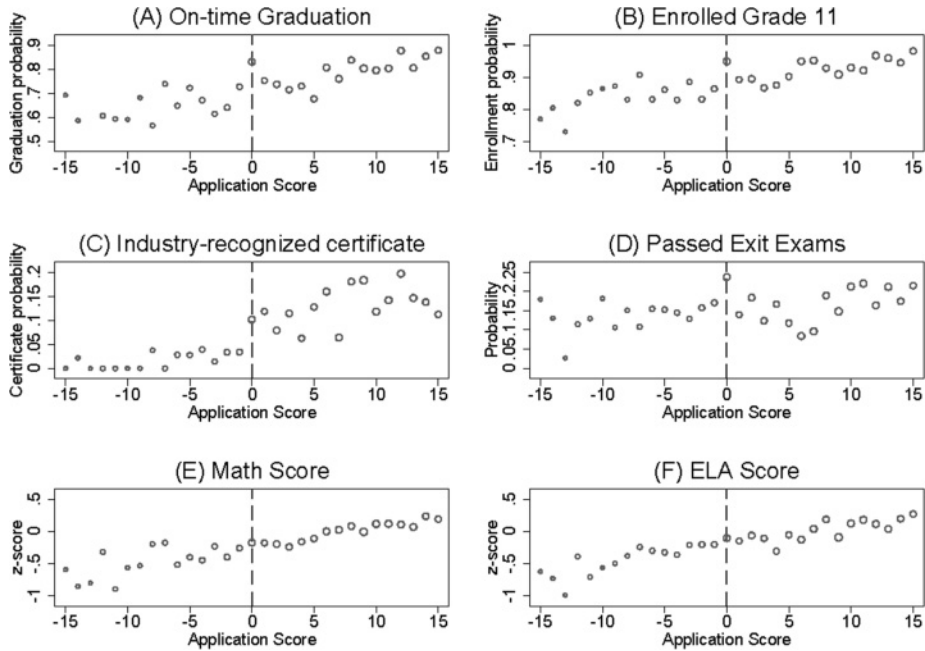 (A) On-time Graduation
Graduation probability
.5 .6 .7 .8 .9
-15 -10 -5 0 5 10 15
Application Score
(B) Enrolled Grade 11
Enrollment probability
.7 .8 .9 1
-15 -10 -5 0 5 10 15
Application Score
(C) Industry-recognized certificate
Certificate probability
0 .05 .1 .15 .2
-15 -10 -5 0 5 10 15
Application Score
(D) Passed Exit Exams
Probability
0 .05 .1 .15 .2 .25
-15 -10 -5 0 5 10 15
Application Score
(E) Math Score
z-score
-1 -.5 0 .5
-15 -10 -5 0 5 10 15
Application Score
(F) ELA Score
z-score
-1 -.5 0 .5
-15 -10 -5 0 5 10 15
Application Score